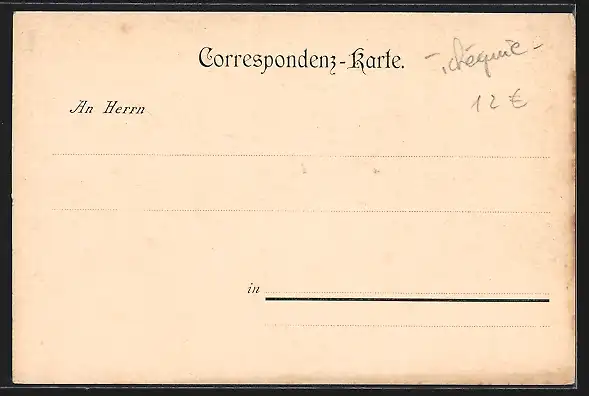 Correspondenz-Karte.
An Herrn
12 €
in